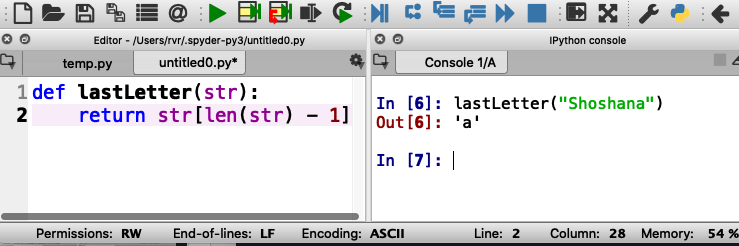 Editor - /Users/rvr/.spyder-py3/untitled0.py
temp.py
untitled0.py*
1 def lastLetter(str):
2     return str[len(str) - 1]
IPython console
Console 1/A
In [6]: lastLetter("Shoshana")
Out[6]: 'a'
In [7]:
Permissions: RW End-of-lines: LF Encoding: ASCII Line: 2 Column: 28 Memory: 54 %